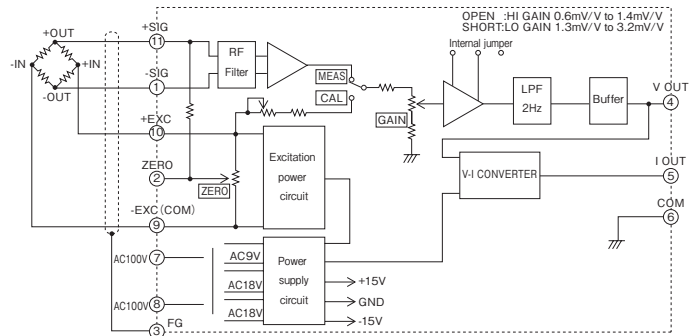 OPEN :HI GAIN 0.6mV/V to 1.4mV/V
SHORT:LO GAIN 1.3mV/V to 3.2mV/V
Internal jumper
+SIG
11
+OUT
-IN
+IN
-OUT
-SIG
1
RF
Filter
MEAS
CAL
GAIN
LPF
2Hz
Buffer
V OUT
4
+EXC
10
ZERO
2
ZERO
Excitation
power
circuit
V-I CONVERTER
I OUT
5
COM
6
-EXC(COM)
9
AC100V
7
AC9V
AC18V
AC18V
Power
supply
circuit
+15V
GND
-15V
AC100V
8
FG
3